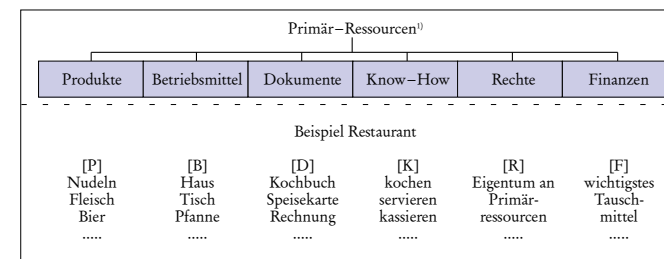 Primär–Ressourcen¹⁾
Produkte Betriebsmittel Dokumente Know–How Rechte Finanzen
Beispiel Restaurant
[P] [B] [D] [K] [R] [F]
Nudeln Haus Kochbuch kochen Eigentum an wichtigstes
Fleisch Tisch Speisekarte servieren Primär- Tausch-
Bier Pfanne Rechnung kassieren ressourcen mittel
..... ..... ..... ..... ..... .....